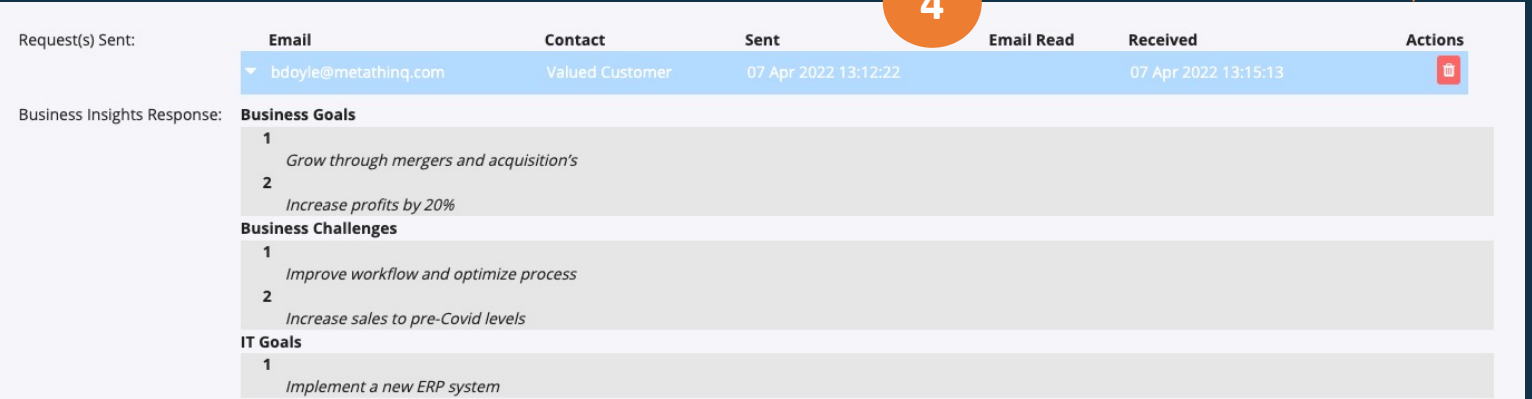 4
Request(s) Sent: Email Contact Sent Email Read Received Actions
bdoyle@metathinq.com Valued Customer 07 Apr 2022 13:12:22 07 Apr 2022 13:15:13
Business Insights Response: Business Goals
1
Grow through mergers and acquisition's
2
Increase profits by 20%
Business Challenges
1
Improve workflow and optimize process
2
Increase sales to pre-Covid levels
IT Goals
1
Implement a new ERP system